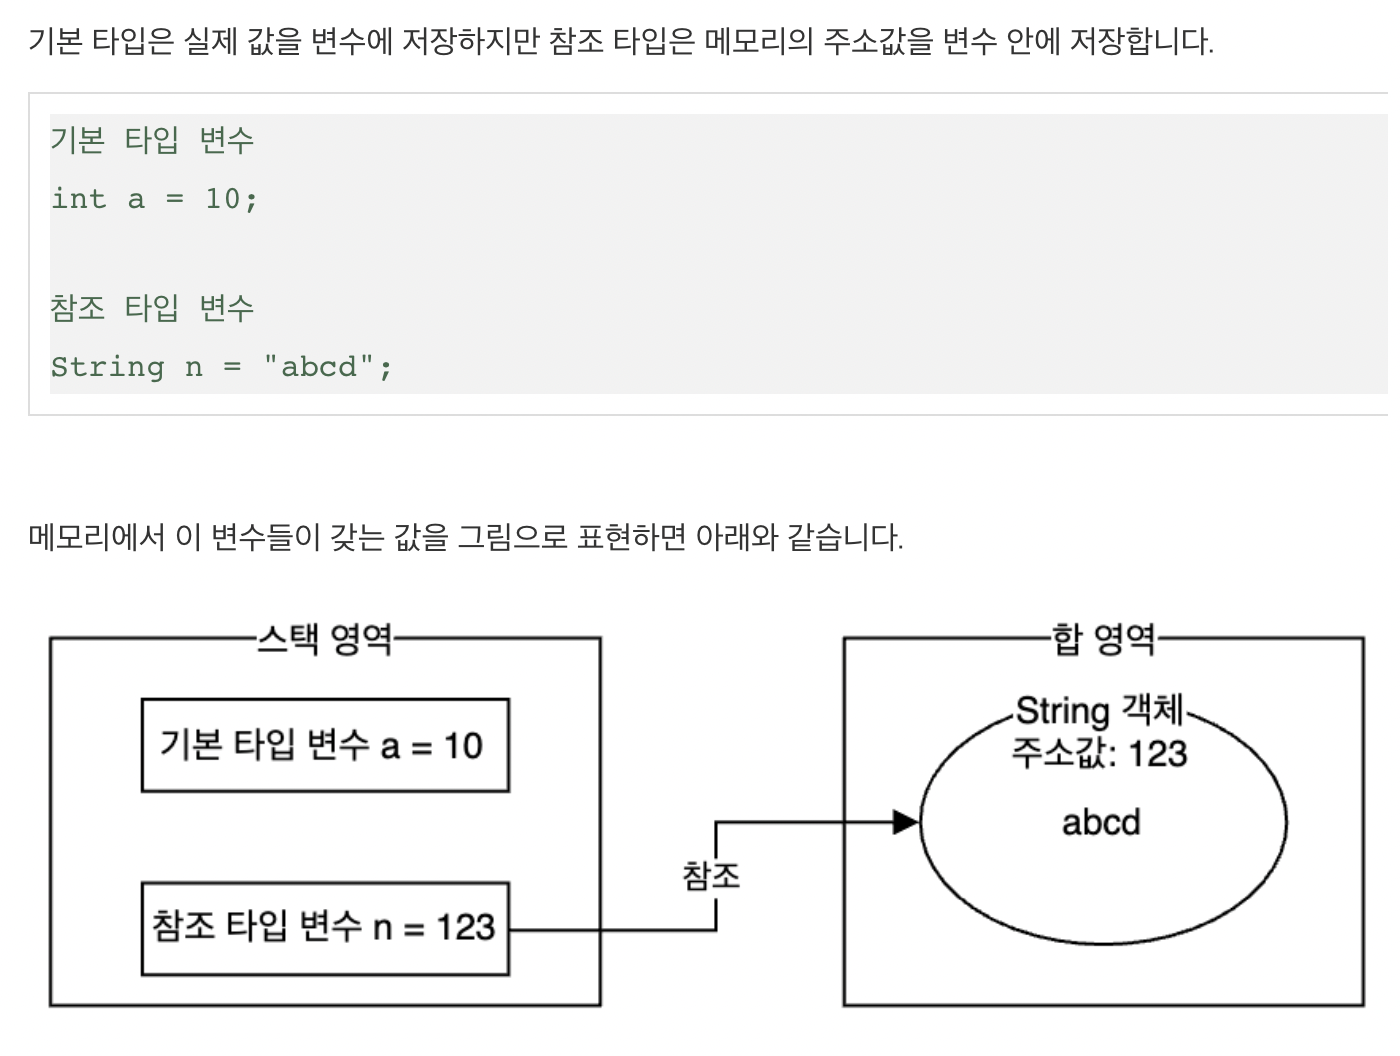 기본 타입은 실제 값을 변수에 저장하지만 참조 타입은 메모리의 주소값을 변수 안에 저장합니다.
기본 타입 변수
int a = 10;
참조 타입 변수
String n = "abcd";
메모리에서 이 변수들이 갖는 값을 그림으로 표현하면 아래와 같습니다.
스택 영역
기본 타입 변수 a = 10
참조 타입 변수 n = 123
참조
합 영역
String 객체
주소값: 123
abcd